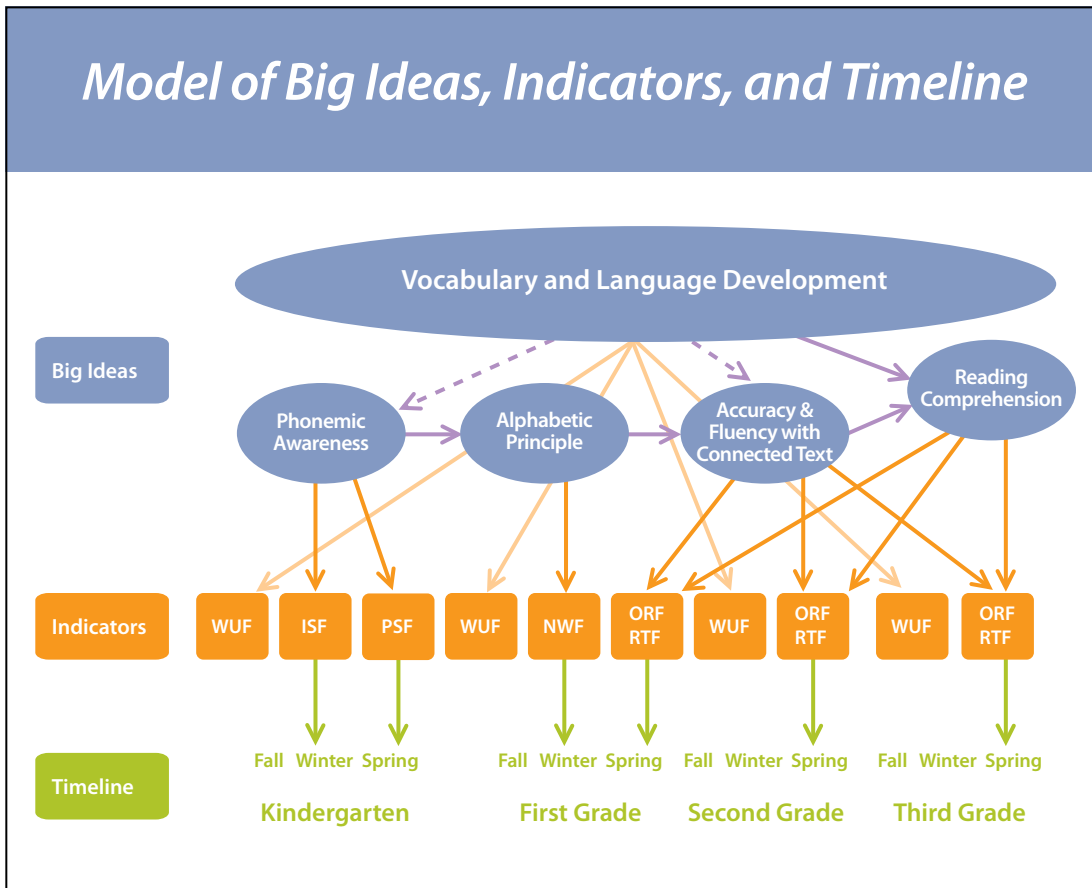 Model of Big Ideas, Indicators, and Timeline
Vocabulary and Language Development
Big Ideas
Phonemic
Awareness
Alphabetic
Principle
Accuracy &
Fluency with
Connected Text
Reading
Comprehension
Indicators
WUF
ISF
PSF
WUF
NWF
ORF
RTF
WUF
ORF
RTF
WUF
ORF
RTF
Timeline
Fall Winter Spring
Fall Winter Spring
Fall Winter Spring
Fall Winter Spring
Kindergarten
First Grade
Second Grade
Third Grade